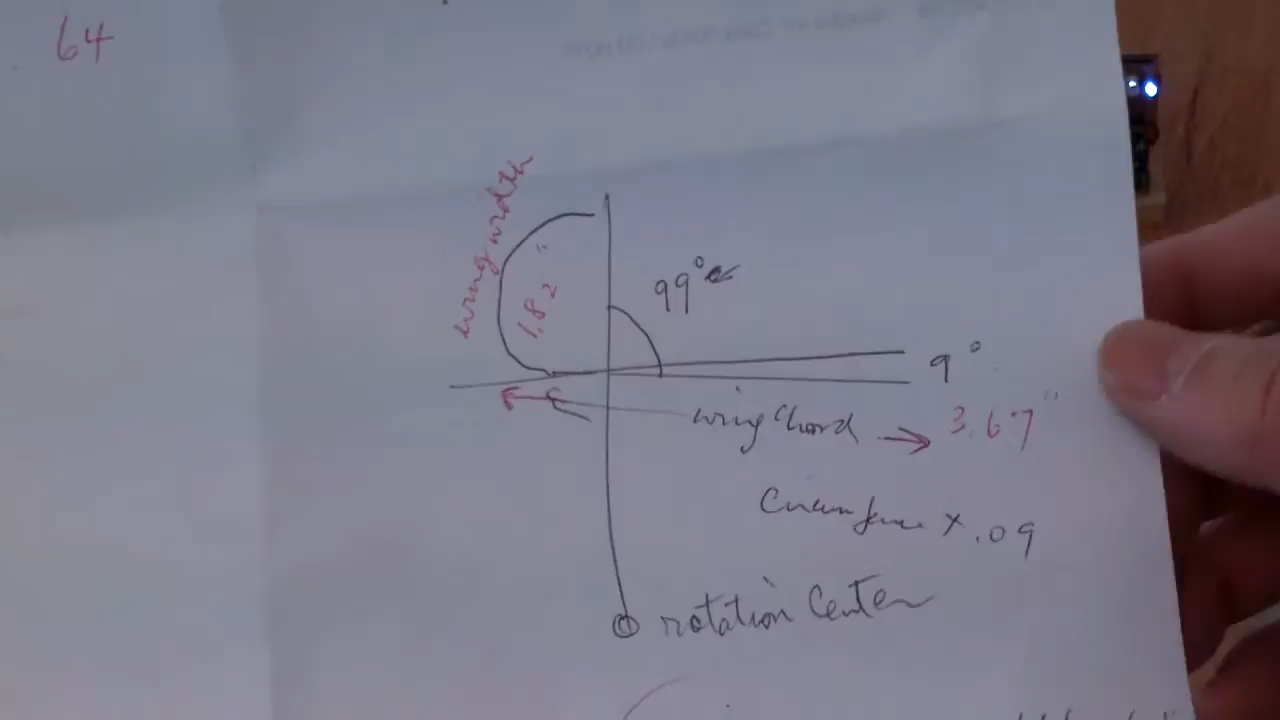 64
wing width
1.82"
99°
9°
wing Chord → 3.67"
Circumference x .09
rotation Center